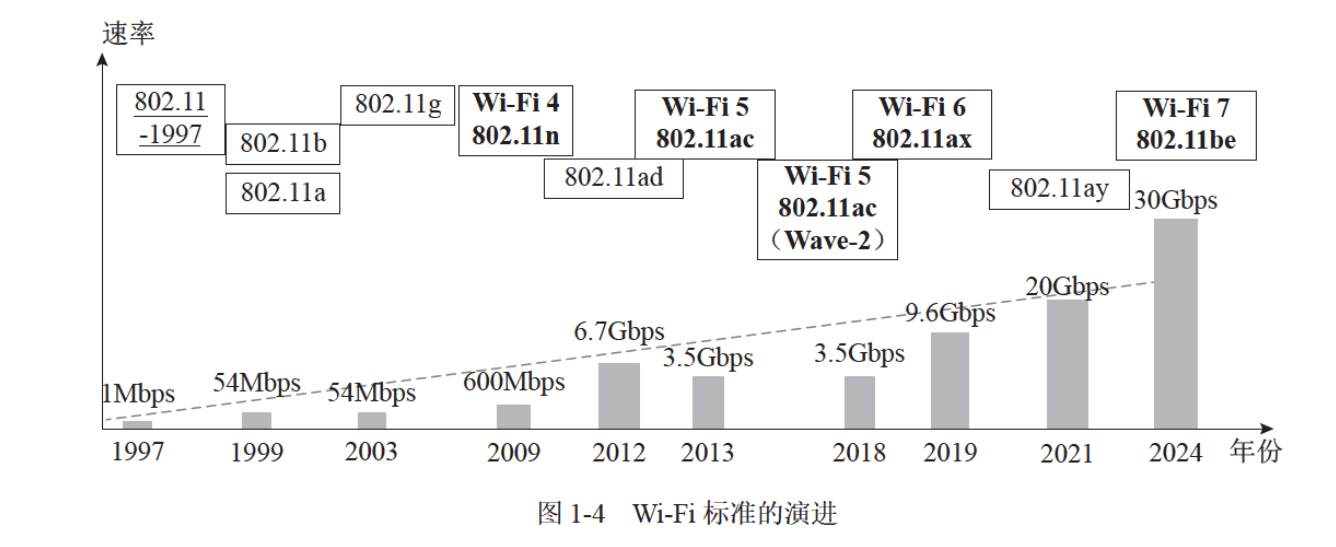 速率
802.11
-1997
802.11b
802.11a
802.11g
Wi-Fi 4
802.11n
802.11ad
Wi-Fi 5
802.11ac
Wi-Fi 5
802.11ac
（Wave-2）
Wi-Fi 6
802.11ax
802.11ay
Wi-Fi 7
802.11be
1Mbps
54Mbps
54Mbps
600Mbps
6.7Gbps
3.5Gbps
3.5Gbps
9.6Gbps
20Gbps
30Gbps
1997 1999 2003 2009 2012 2013 2018 2019 2021 2024 年份
图 1-4 Wi-Fi 标准的演进